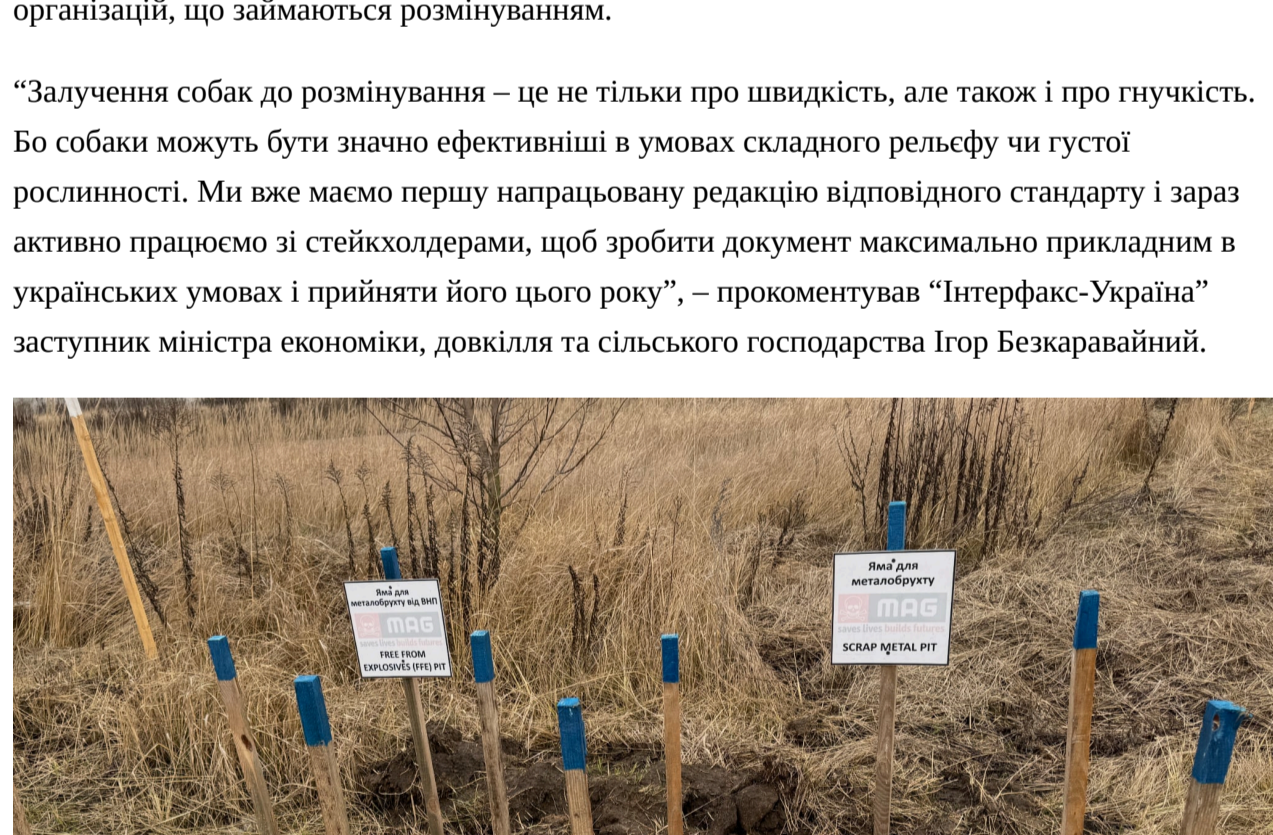 організацій, що займаються розмінуванням.
“Залучення собак до розмінування – це не тільки про швидкість, але також і про гнучкість.
Бо собаки можуть бути значно ефективніші в умовах складного рельєфу чи густої
рослинності. Ми вже маємо першу напрацьовану редакцію відповідного стандарту і зараз
активно працюємо зі стейкхолдерами, щоб зробити документ максимально прикладним в
українських умовах і прийняти його цього року”, – прокоментував “Інтерфакс-Україна”
заступник міністра економіки, довкілля та сільського господарства Ігор Безкаравайний.
Яма для
металобрухту від ВНП
MAG
saves lives builds futures
FREE FROM
EXPLOSIVES (FFE) PIT
Яма для
металобрухту
MAG
saves lives builds futures
SCRAP METAL PIT